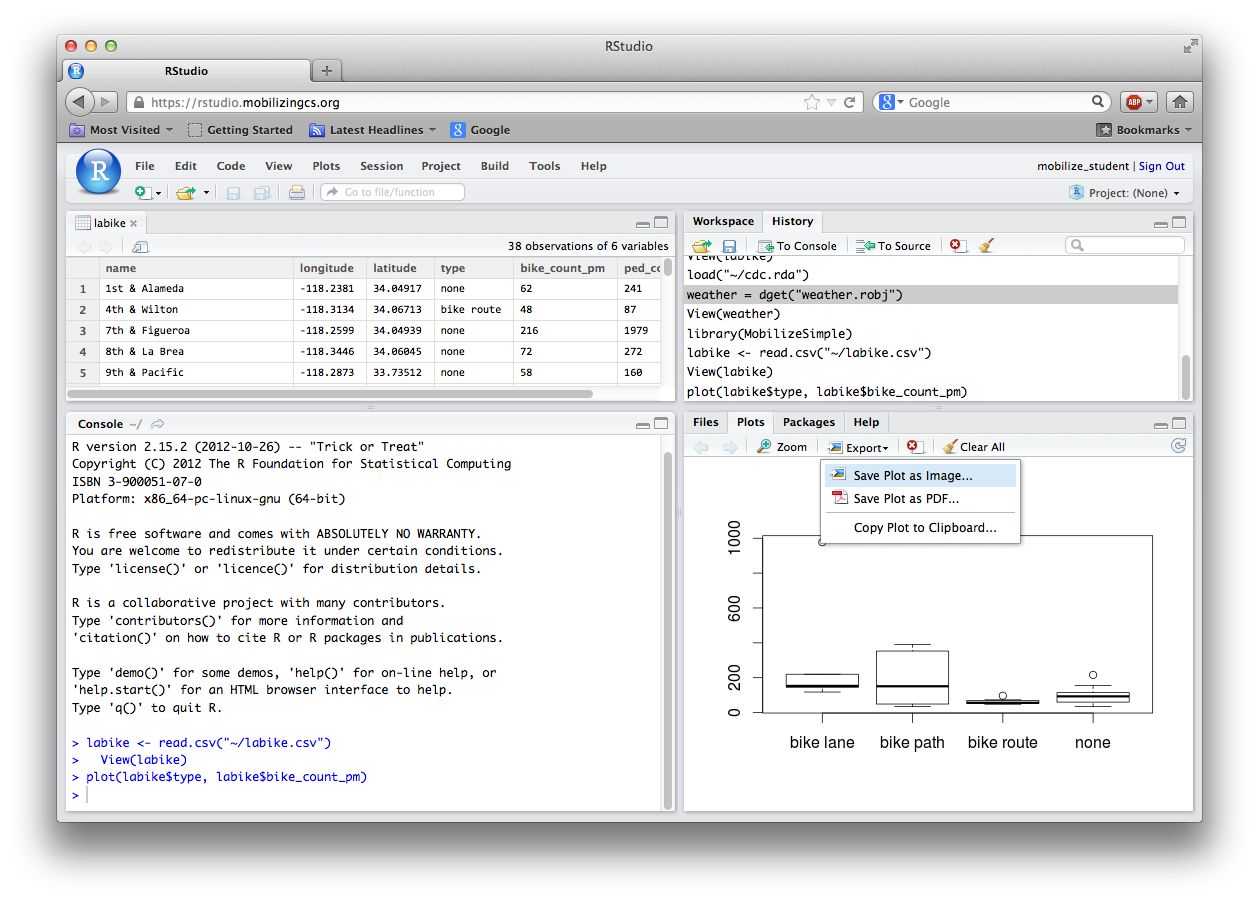 RStudio
RStudio
https://rstudio.mobilizingcs.org
Google
ABP
Most Visited Getting Started Latest Headlines Google Bookmarks
R File Edit Code View Plots Session Project Build Tools Help
mobilize_student | Sign Out
Go to file/function
Project: (None)
labike
38 observations of 6 variables
name longitude latitude type bike_count_pm ped_cc
1 1st & Alameda -118.2381 34.04917 none 62 241
2 4th & Wilton -118.3134 34.06713 bike route 48 87
3 7th & Figueroa -118.2599 34.04939 none 216 1979
4 8th & La Brea -118.3446 34.06045 none 72 272
5 9th & Pacific -118.2873 33.73512 none 58 160
Workspace History
To Console To Source
View(labike)
load("~/cdc.rda")
weather = dget("weather.robj")
View(weather)
library(MobilizeSimple)
labike <- read.csv("~/labike.csv")
View(labike)
plot(labike$type, labike$bike_count_pm)
Console ~/
R version 2.15.2 (2012-10-26) -- "Trick or Treat"
Copyright (C) 2012 The R Foundation for Statistical Computing
ISBN 3-900051-07-0
Platform: x86_64-pc-linux-gnu (64-bit)
R is free software and comes with ABSOLUTELY NO WARRANTY.
You are welcome to redistribute it under certain conditions.
Type 'license()' or 'licence()' for distribution details.
R is a collaborative project with many contributors.
Type 'contributors()' for more information and
'citation()' on how to cite R or R packages in publications.
Type 'demo()' for some demos, 'help()' for on-line help, or
'help.start()' for an HTML browser interface to help.
Type 'q()' to quit R.
> labike <- read.csv("~/labike.csv")
>   View(labike)
> plot(labike$type, labike$bike_count_pm)
>
Files Plots Packages Help
Zoom Export Clear All
Save Plot as Image...
Save Plot as PDF...
Copy Plot to Clipboard...
1000
600
200
0
bike lane bike path bike route none